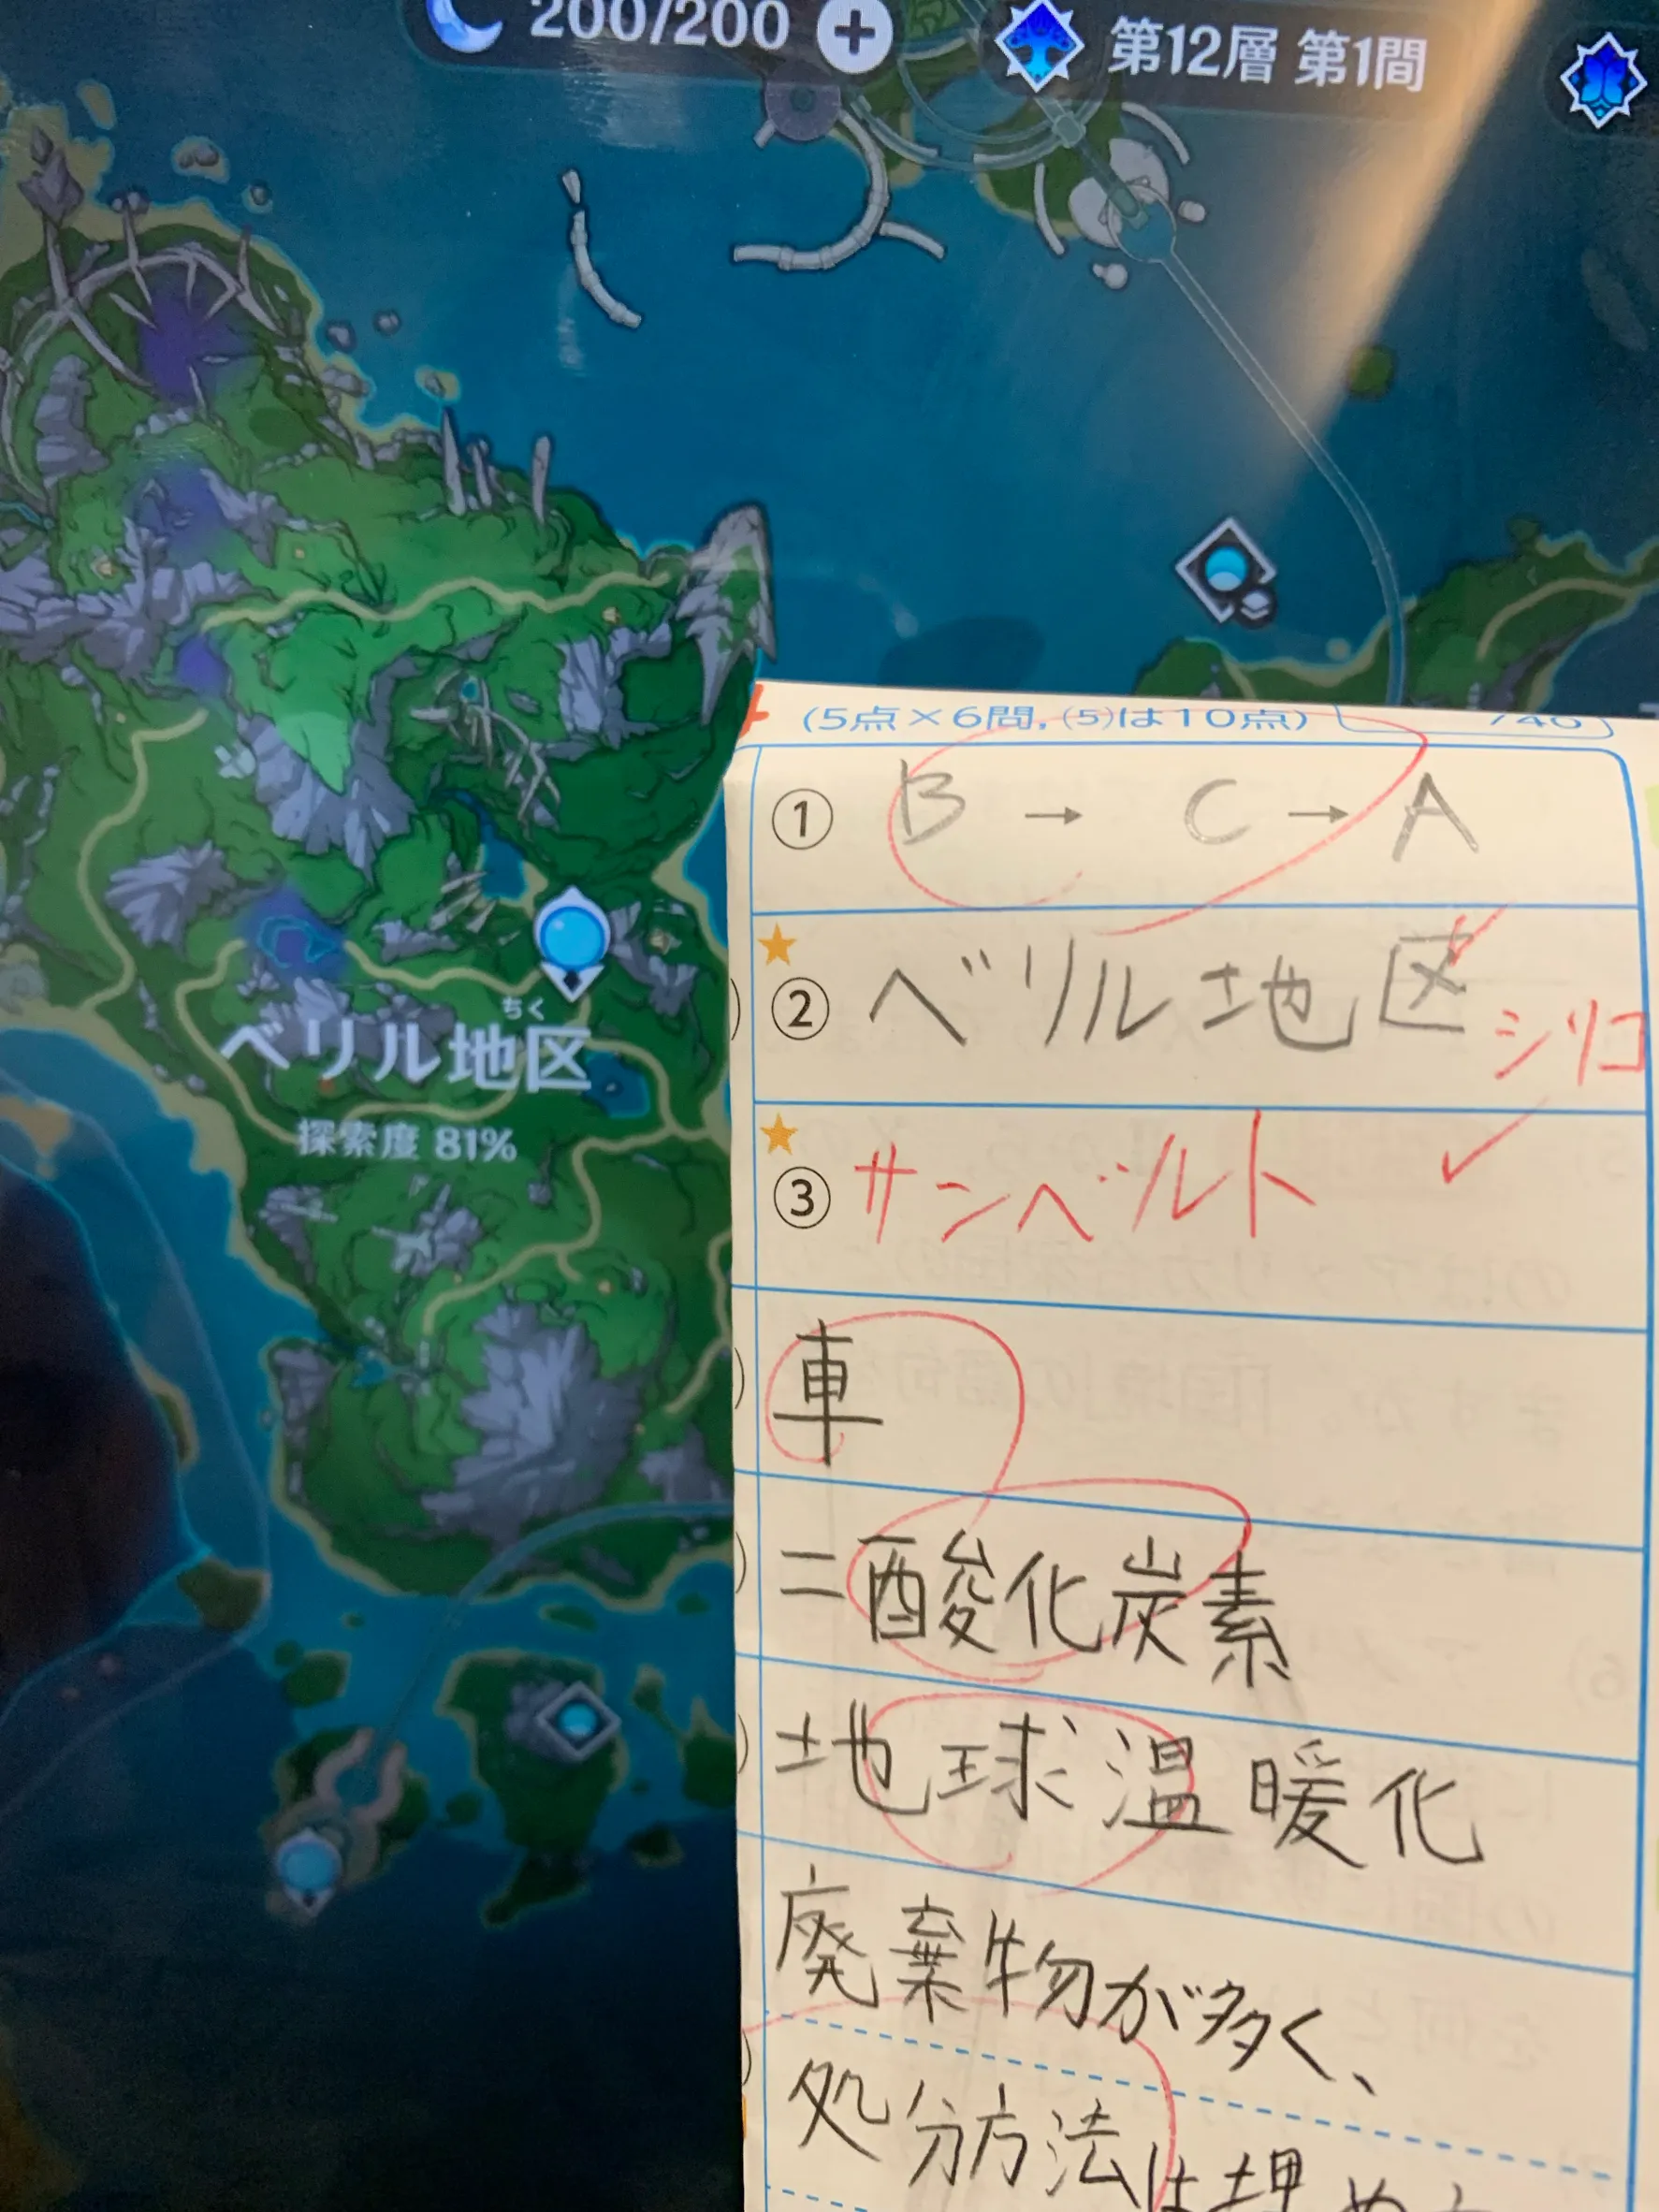 200/200
第12層 第1間
ちく
ベリル地区
探索度 81%
(5点×6問,(5)は10点)
/40
① B → C → A
② ベリル地区
シリコ
③ サンベルト
車
二酸化炭素
地球温暖化
廃棄物が多く、
処分方法は埋め